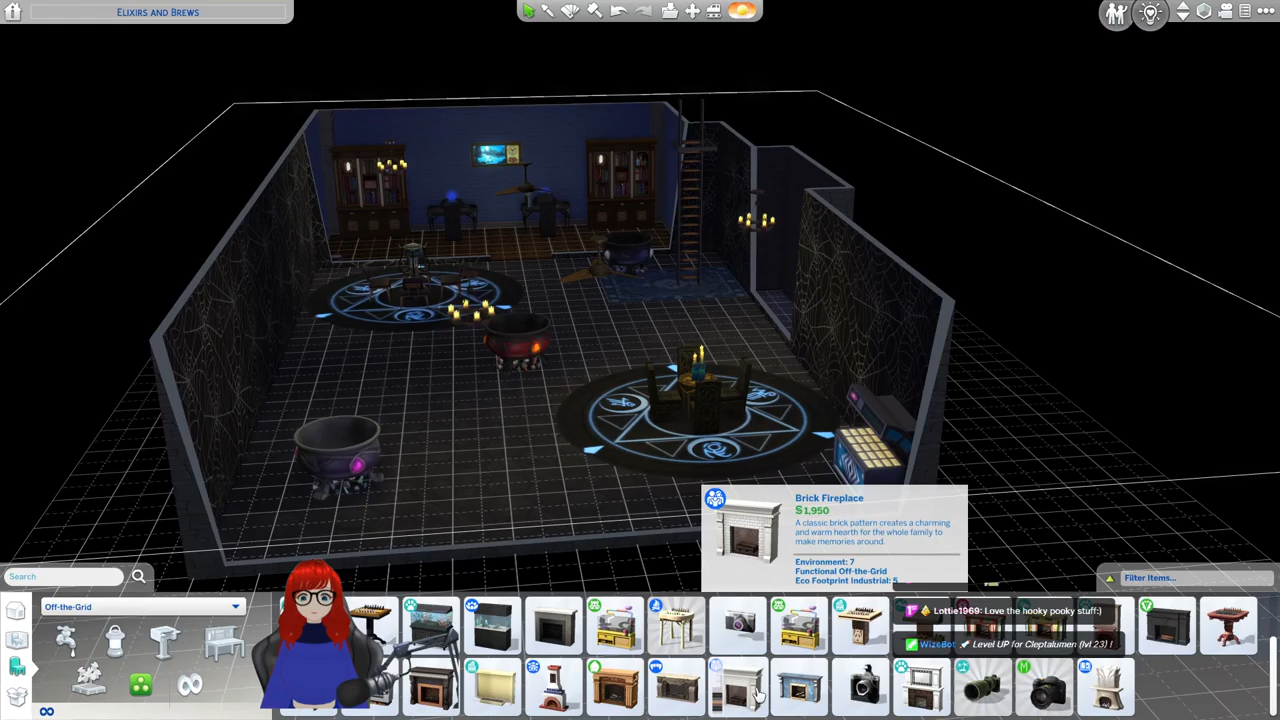 ELIXIRS AND BREWS
Brick Fireplace
§1,950
A classic brick pattern creates a charming
and warm hearth for the whole family to
make memories around.
Environment: 7
Functional Off-the-Grid
Eco Footprint Industrial: 5
Search
Filter Items...
Off-the-Grid
Lottie1969: Love the hooky pooky stuff:)
WizeBot Level UP for Cleptalumen (lvl 23) !